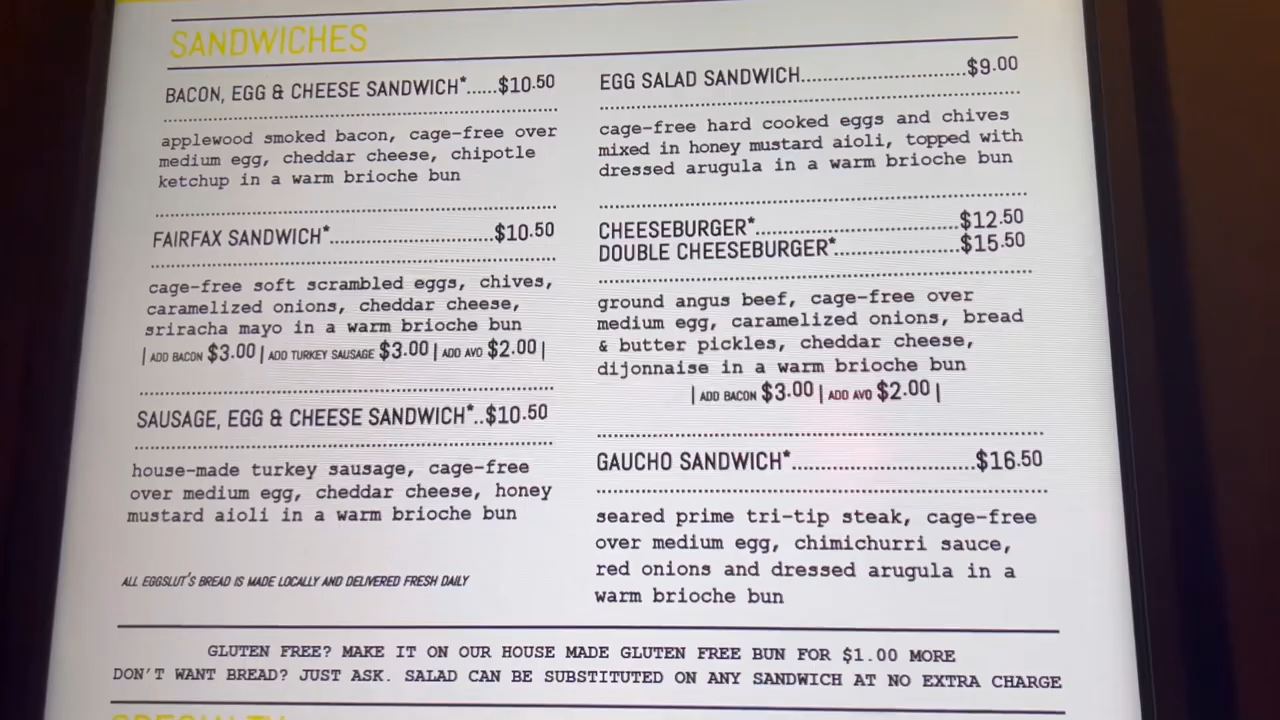 SANDWICHES
BACON, EGG & CHEESE SANDWICH*......$10.50
applewood smoked bacon, cage-free over
medium egg, cheddar cheese, chipotle
ketchup in a warm brioche bun
FAIRFAX SANDWICH*..............................$10.50
cage-free soft scrambled eggs, chives,
caramelized onions, cheddar cheese,
sriracha mayo in a warm brioche bun
| ADD BACON $3.00 | ADD TURKEY SAUSAGE $3.00 | ADD AVO $2.00 |
SAUSAGE, EGG & CHEESE SANDWICH*..$10.50
house-made turkey sausage, cage-free
over medium egg, cheddar cheese, honey
mustard aioli in a warm brioche bun
ALL EGGSLUT'S BREAD IS MADE LOCALLY AND DELIVERED FRESH DAILY
EGG SALAD SANDWICH..............................$9.00
cage-free hard cooked eggs and chives
mixed in honey mustard aioli, topped with
dressed arugula in a warm brioche bun
CHEESEBURGER*.....................................$12.50
DOUBLE CHEESEBURGER*.......................$15.50
ground angus beef, cage-free over
medium egg, caramelized onions, bread
& butter pickles, cheddar cheese,
dijonnaise in a warm brioche bun
| ADD BACON $3.00 | ADD AVO $2.00 |
GAUCHO SANDWICH*.................................$16.50
seared prime tri-tip steak, cage-free
over medium egg, chimichurri sauce,
red onions and dressed arugula in a
warm brioche bun
GLUTEN FREE? MAKE IT ON OUR HOUSE MADE GLUTEN FREE BUN FOR $1.00 MORE
DON'T WANT BREAD? JUST ASK. SALAD CAN BE SUBSTITUTED ON ANY SANDWICH AT NO EXTRA CHARGE
SPECIALTY